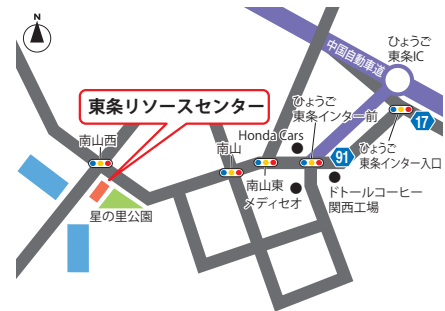 N
中国自動車道
ひょうご
東条IC
東条リソースセンター
ひょうご
東条インター前
17
Honda Cars
南山西
南山
91
ひょうご
東条インター入口
南山東
メディセオ
ドトールコーヒー
関西工場
星の里公園